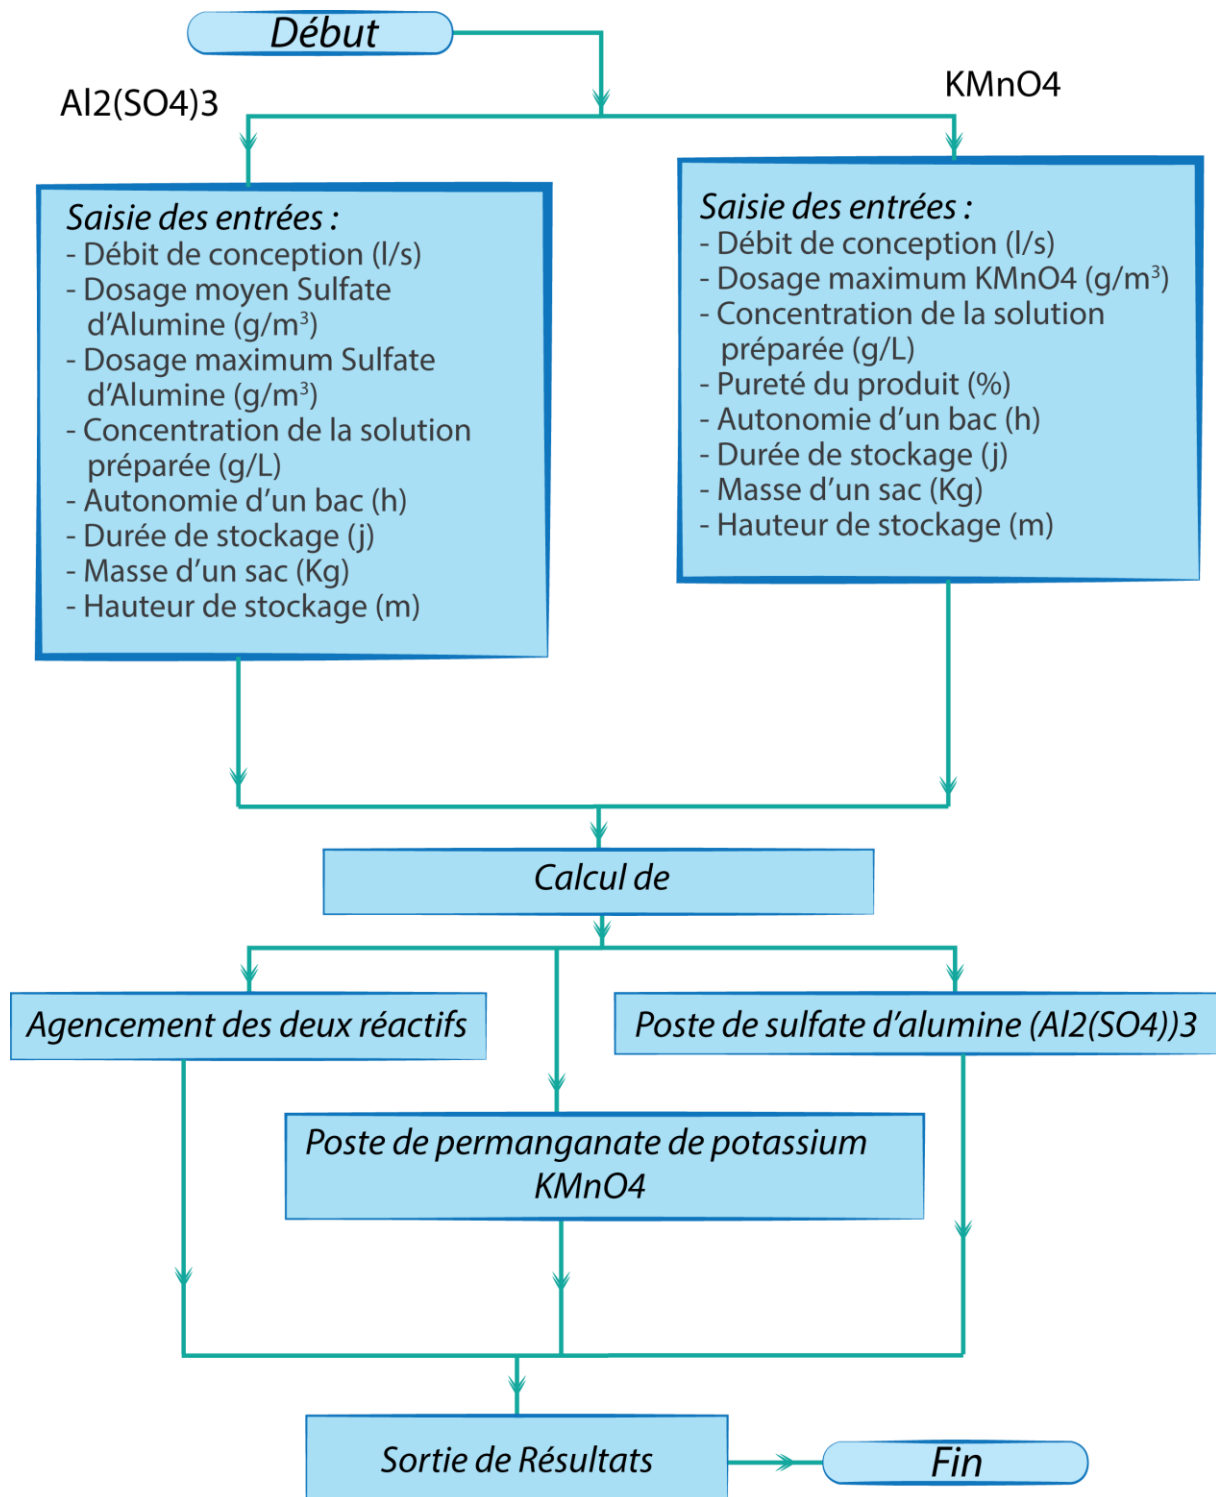 Début
Al2(SO4)3
KMnO4
Saisie des entrées :
- Débit de conception (l/s)
- Dosage moyen Sulfate
d’Alumine (g/m³)
- Dosage maximum Sulfate
d’Alumine (g/m³)
- Concentration de la solution
préparée (g/L)
- Autonomie d’un bac (h)
- Durée de stockage (j)
- Masse d’un sac (Kg)
- Hauteur de stockage (m)
Saisie des entrées :
- Débit de conception (l/s)
- Dosage maximum KMnO4 (g/m³)
- Concentration de la solution
préparée (g/L)
- Pureté du produit (%)
- Autonomie d’un bac (h)
- Durée de stockage (j)
- Masse d’un sac (Kg)
- Hauteur de stockage (m)
Calcul de
Agencement des deux réactifs
Poste de sulfate d’alumine (Al2(SO4))3
Poste de permanganate de potassium
KMnO4
Sortie de Résultats
Fin